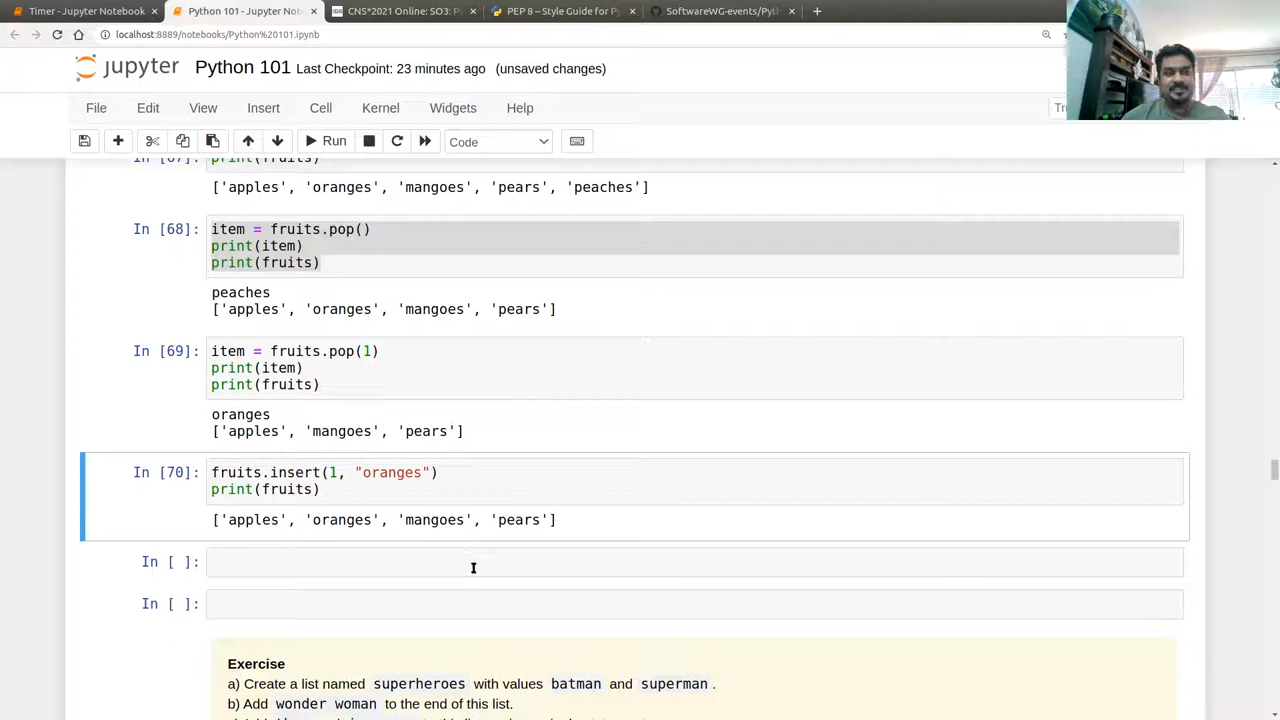 Timer - Jupyter Notebook
Python 101 - Jupyter Note
CNS*2021 Online: SO3: P
PEP 8 – Style Guide for Py
SoftwareWG-events/Pyth
localhost:8889/notebooks/Python%20101.ipynb
jupyter Python 101 Last Checkpoint: 23 minutes ago (unsaved changes)
File Edit View Insert Cell Kernel Widgets Help
Run Code
In [67]: print(fruits)
['apples', 'oranges', 'mangoes', 'pears', 'peaches']
In [68]: item = fruits.pop()
print(item)
print(fruits)
peaches
['apples', 'oranges', 'mangoes', 'pears']
In [69]: item = fruits.pop(1)
print(item)
print(fruits)
oranges
['apples', 'mangoes', 'pears']
In [70]: fruits.insert(1, "oranges")
print(fruits)
['apples', 'oranges', 'mangoes', 'pears']
In [ ]:
In [ ]:
Exercise
a) Create a list named superheroes with values batman and superman.
b) Add wonder woman to the end of this list.